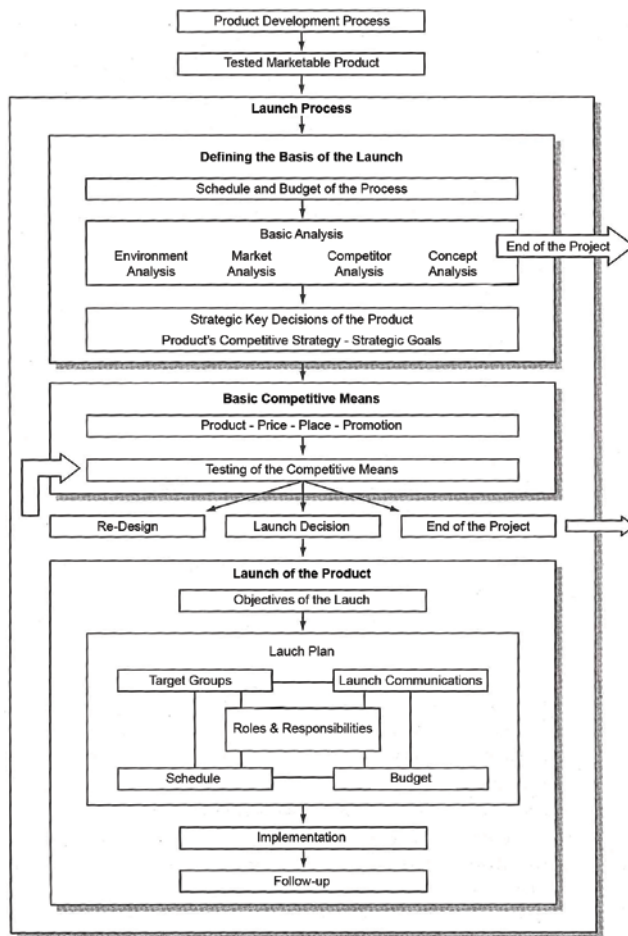 Product Development Process
Tested Marketable Product
Launch Process
Defining the Basis of the Launch
Schedule and Budget of the Process
Basic Analysis
Environment Analysis
Market Analysis
Competitor Analysis
Concept Analysis
End of the Project
Strategic Key Decisions of the Product
Product's Competitive Strategy - Strategic Goals
Basic Competitive Means
Product - Price - Place - Promotion
Testing of the Competitive Means
Re-Design
Launch Decision
End of the Project
Launch of the Product
Objectives of the Lauch
Lauch Plan
Target Groups
Launch Communications
Roles & Responsibilities
Schedule
Budget
Implementation
Follow-up